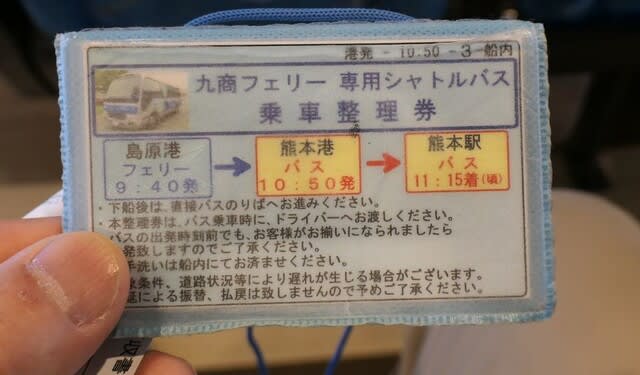 港発 - 10.50 - 3 - 船内
九商フェリー 専用シャトルバス
乗車整理券
島原港
フェリー
9:40発
熊本港
バス
10:50発
熊本駅
バス
11:15着(頃)
・下船後は、直接バスのりばへお進みください。
・本整理券は、バス乗車時に、ドライバーへお渡しください。
バスの出発時刻前でも、お客様がお揃いになられましたら
発致しますのでご了承ください。
手洗いは船内にてお済ませください。
象条件、道路状況等により遅れが生じる場合がございます。
延による振替、払戻は致しませんので予めご了承ください。
収書